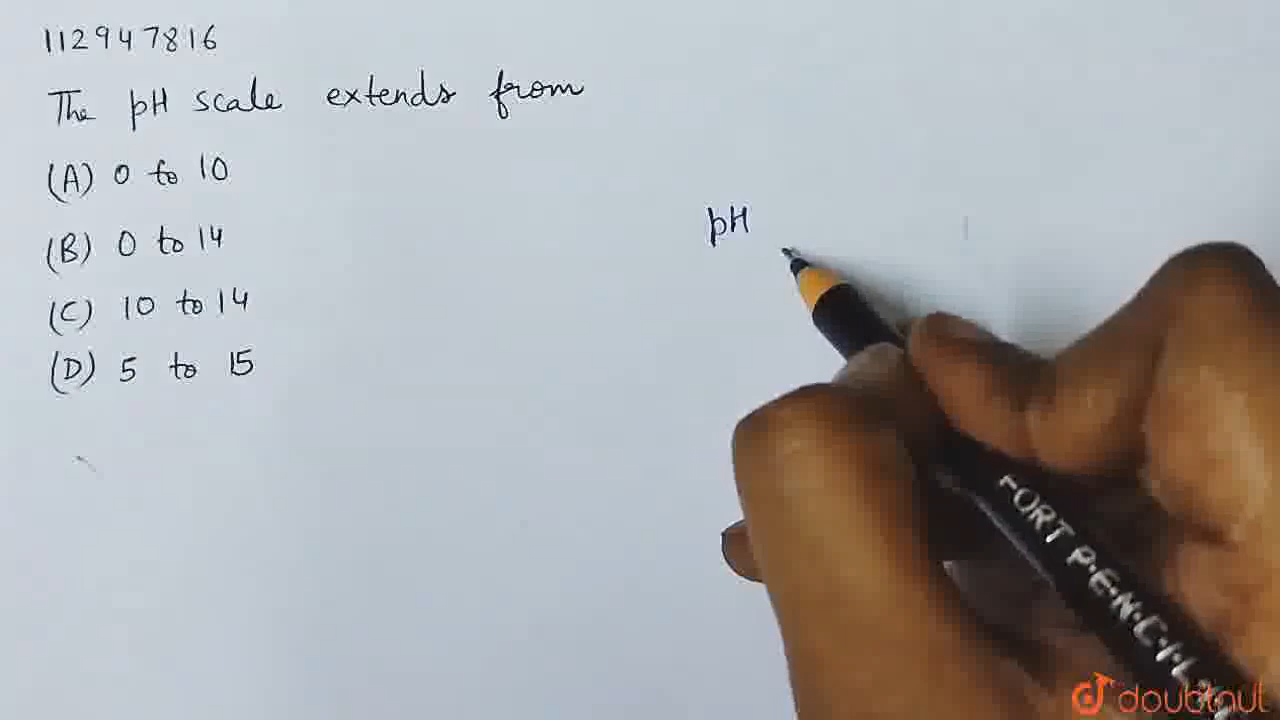 112947816
The pH scale extends from
(A) 0 to 10
(B) 0 to 14
(C) 10 to 14
(D) 5 to 15
pH
FORT P.E.N.C.I.L
doubtnut